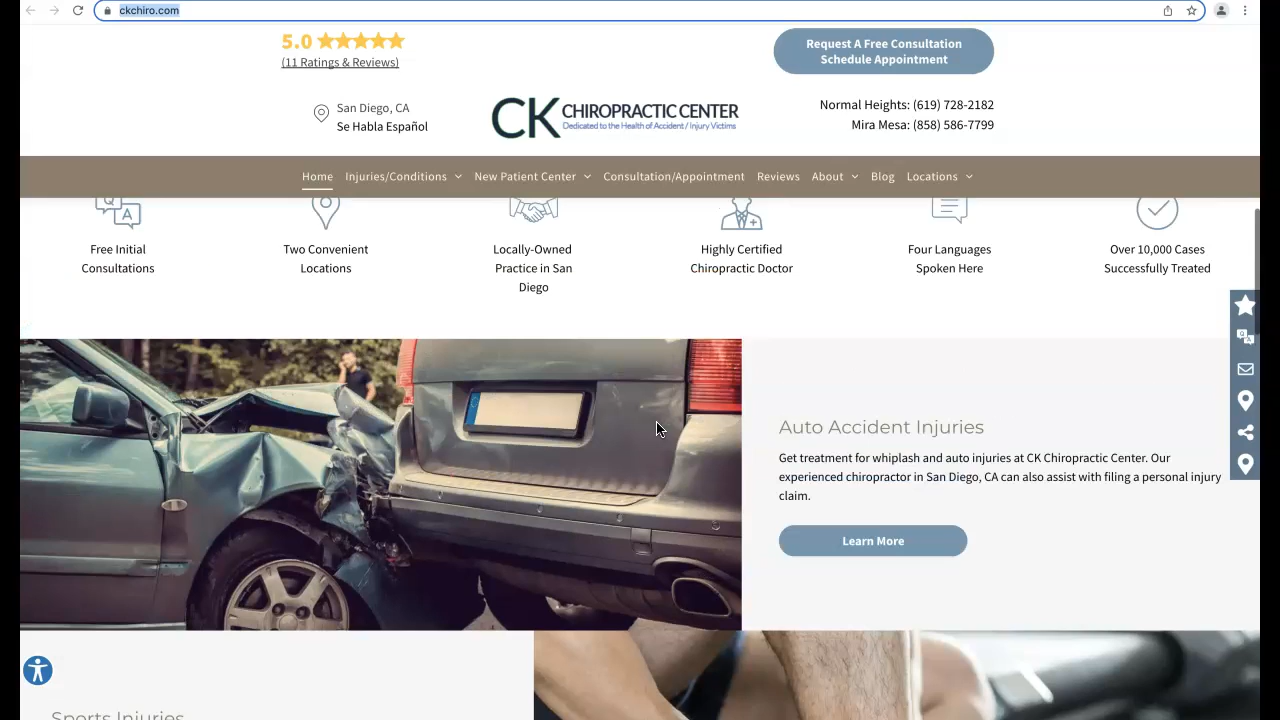 ckchiro.com
5.0
(11 Ratings & Reviews)
Request A Free Consultation
Schedule Appointment
San Diego, CA
Se Habla Español
CK CHIROPRACTIC CENTER
Dedicated to the Health of Accident / Injury Victims
Normal Heights: (619) 728-2182
Mira Mesa: (858) 586-7799
Home Injuries/Conditions New Patient Center Consultation/Appointment Reviews About Blog Locations
Free Initial
Consultations
Two Convenient
Locations
Locally-Owned
Practice in San
Diego
Highly Certified
Chiropractic Doctor
Four Languages
Spoken Here
Over 10,000 Cases
Successfully Treated
Auto Accident Injuries
Get treatment for whiplash and auto injuries at CK Chiropractic Center. Our
experienced chiropractor in San Diego, CA can also assist with filing a personal injury
claim.
Learn More
Sports Injuries